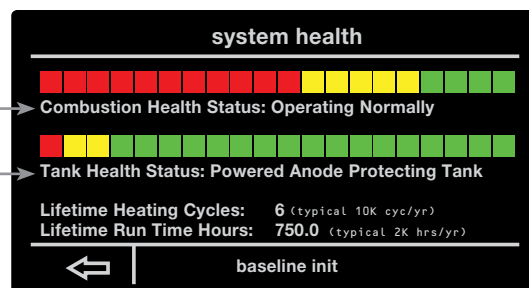 system health
Combustion Health Status: Operating Normally
Tank Health Status: Powered Anode Protecting Tank
Lifetime Heating Cycles: 6 (typical 10K cyc/yr)
Lifetime Run Time Hours: 750.0 (typical 2K hrs/yr)
baseline init